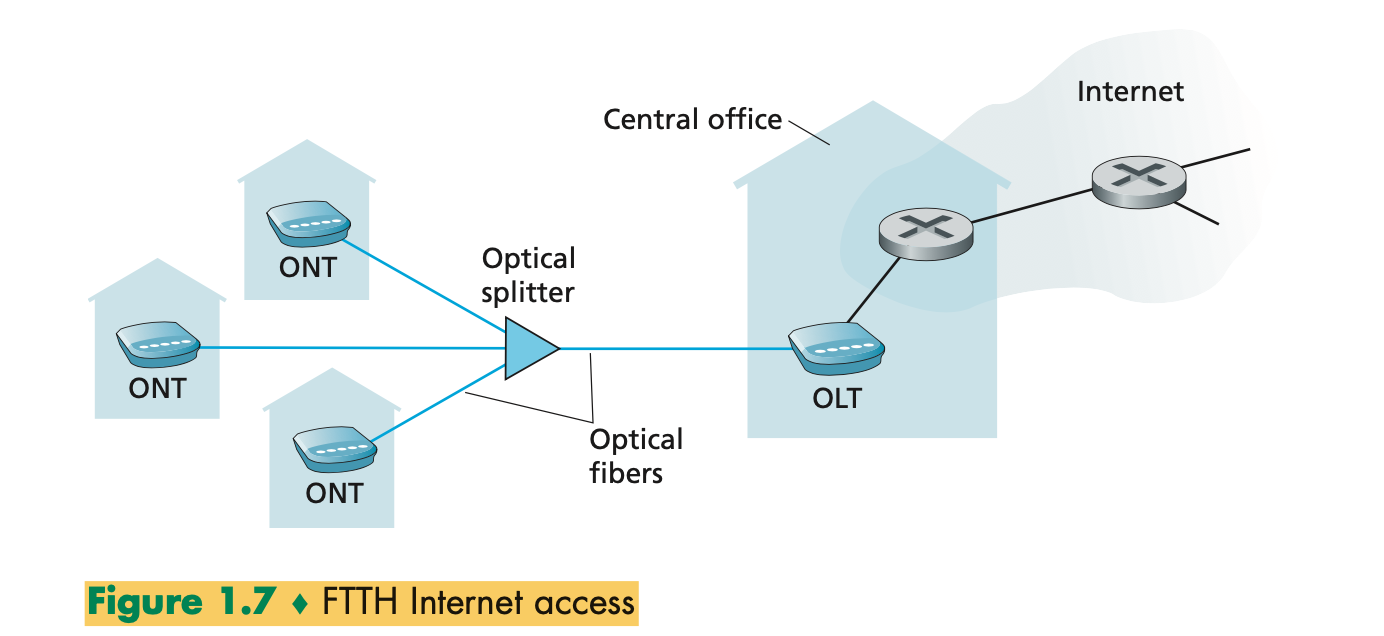 Internet
Central office
ONT
Optical
splitter
ONT
OLT
Optical
fibers
ONT
Figure 1.7 ♦ FTTH Internet access